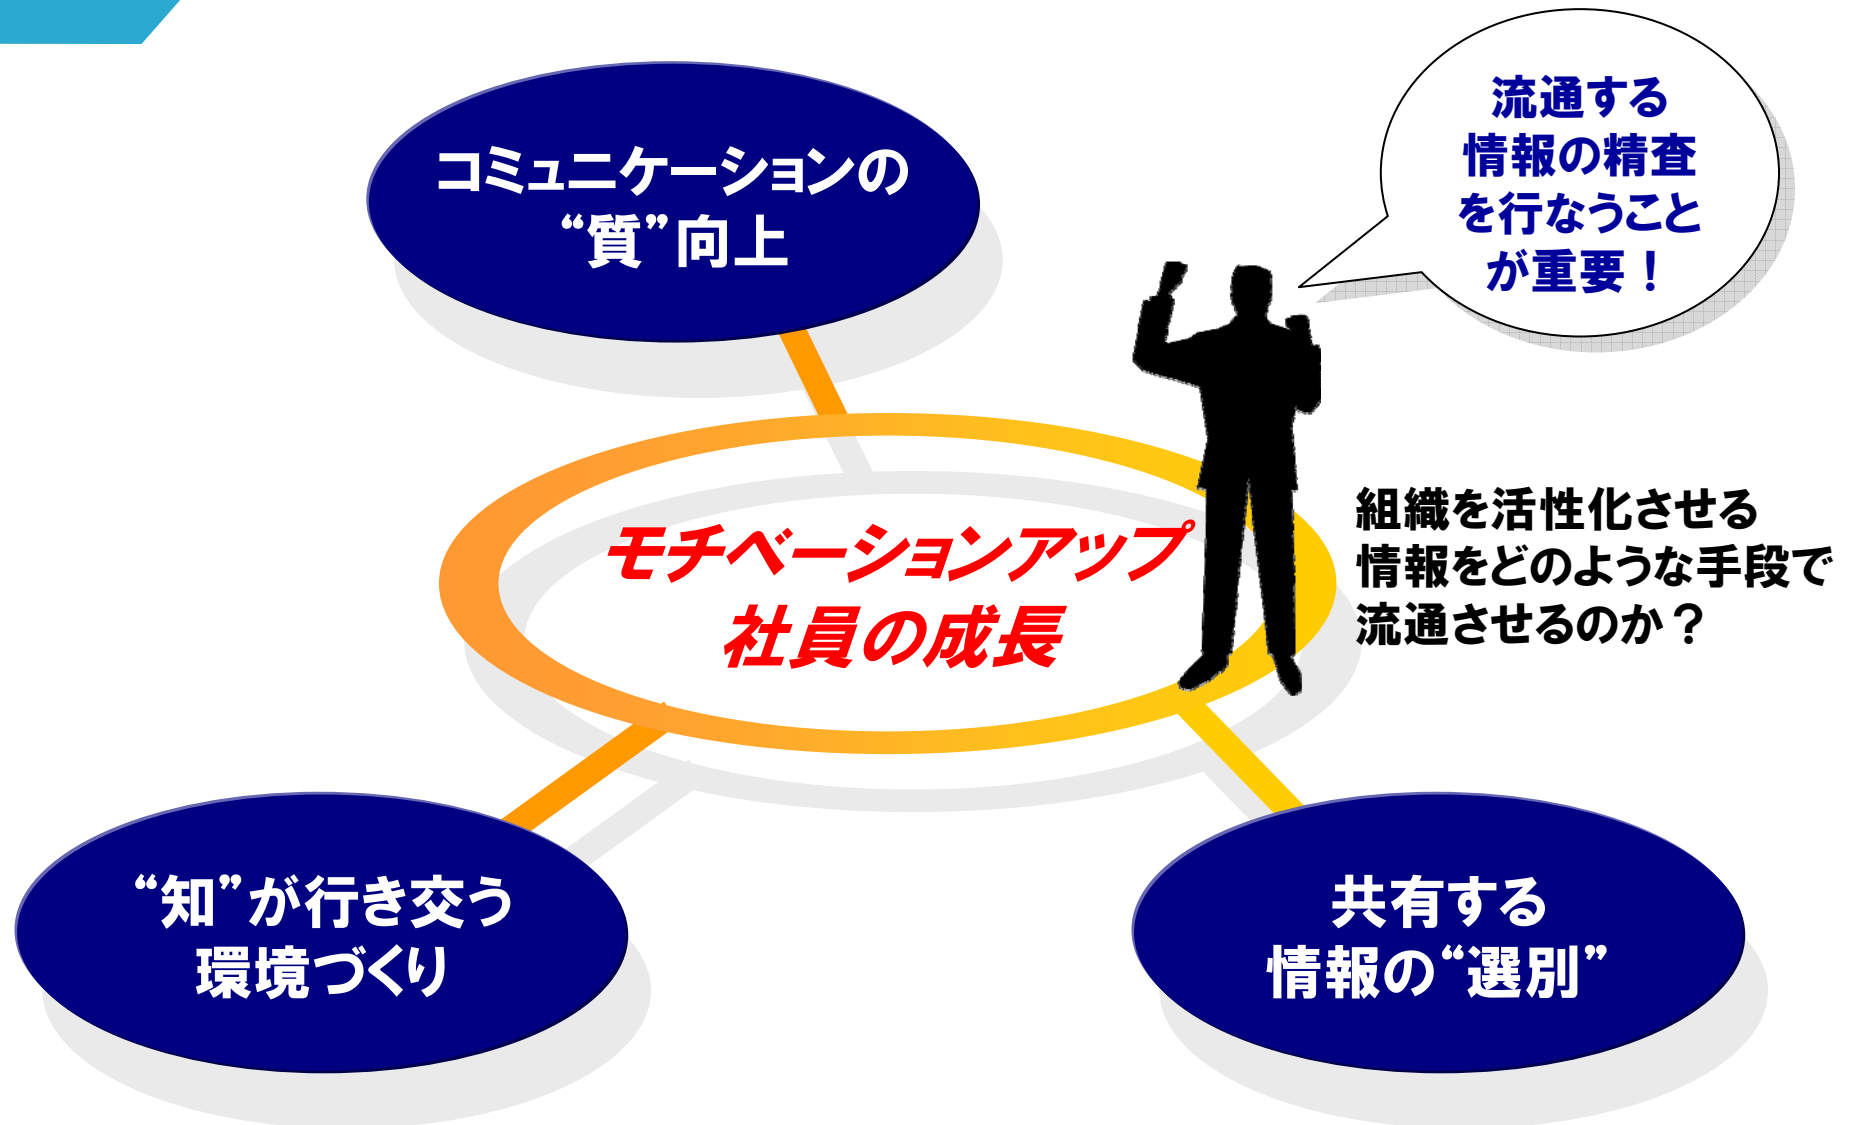 流通する
情報の精査
を行なうこと
が重要！
コミュニケーションの
“質”向上
モチベーションアップ
社員の成長
組織を活性化させる
情報をどのような手段で
流通させるのか？
“知”が行き交う
環境づくり
共有する
情報の“選別”